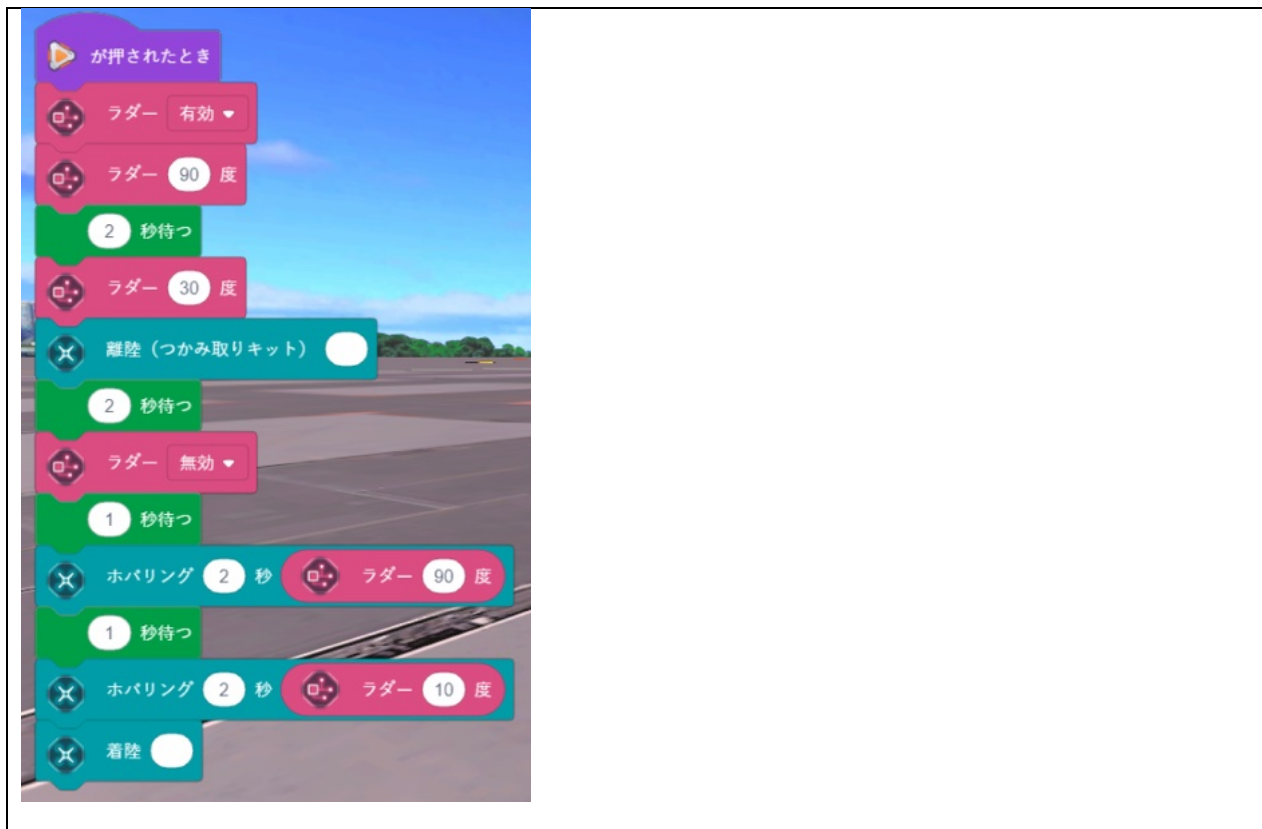 が押されたとき
ラダー 有効
ラダー 90 度
2 秒待つ
ラダー 30 度
離陸（つかみ取りキット）
2 秒待つ
ラダー 無効
1 秒待つ
ホバリング 2 秒 ラダー 90 度
1 秒待つ
ホバリング 2 秒 ラダー 10 度
着陸